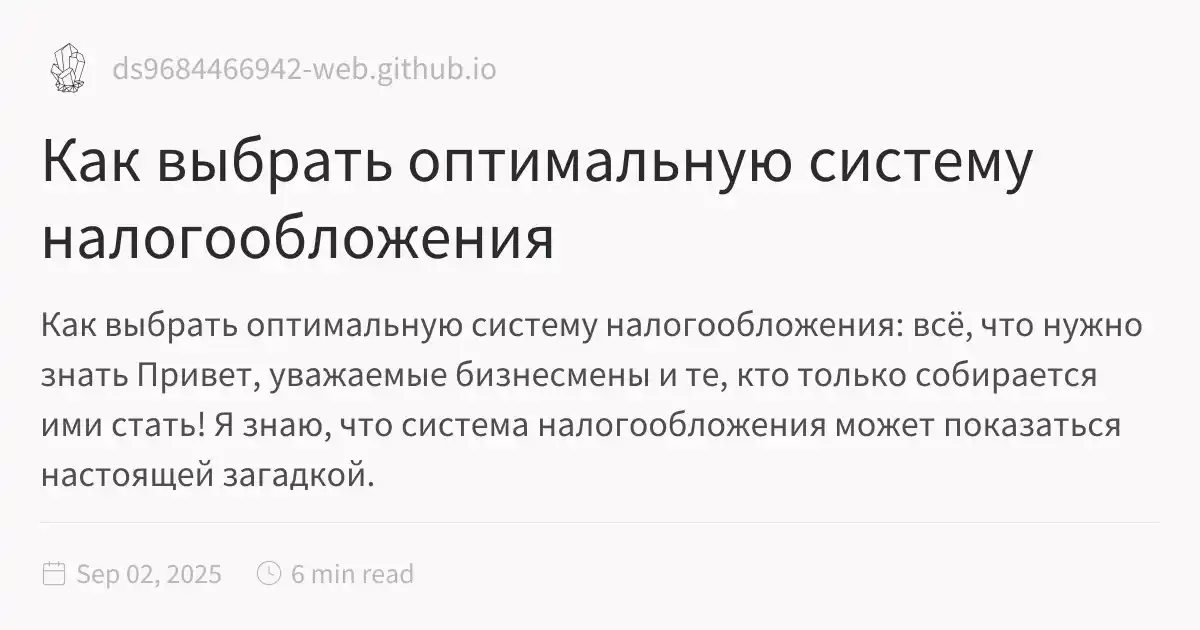 ds9684466942-web.github.io
Как выбрать оптимальную систему
налогообложения
Как выбрать оптимальную систему налогообложения: всё, что нужно
знать Привет, уважаемые бизнесмены и те, кто только собирается
ими стать! Я знаю, что система налогообложения может показаться
настоящей загадкой.
Sep 02, 2025 6 min read